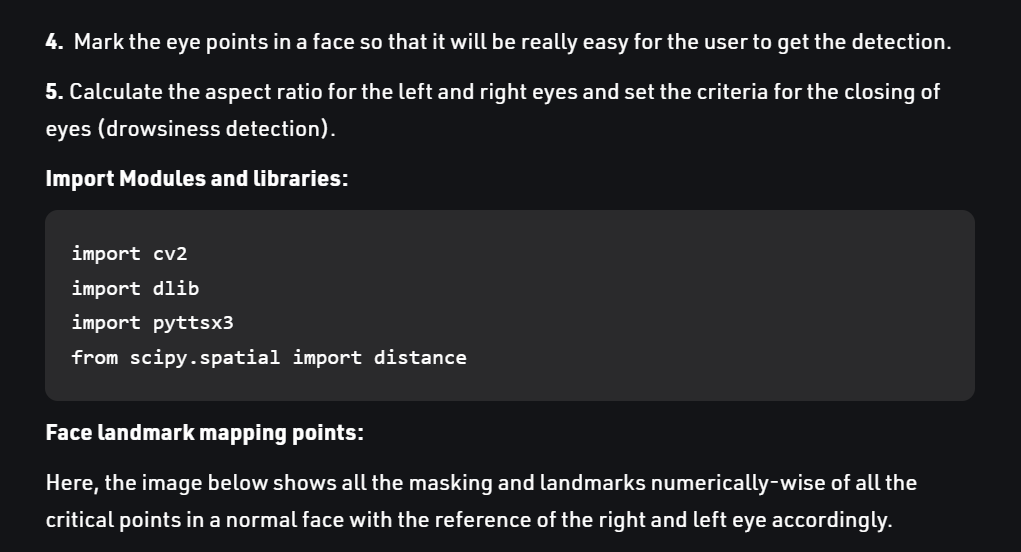 4. Mark the eye points in a face so that it will be really easy for the user to get the detection.
5. Calculate the aspect ratio for the left and right eyes and set the criteria for the closing of
eyes (drowsiness detection).
Import Modules and libraries:
import cv2
import dlib
import pyttsx3
from scipy.spatial import distance
Face landmark mapping points:
Here, the image below shows all the masking and landmarks numerically-wise of all the
critical points in a normal face with the reference of the right and left eye accordingly.